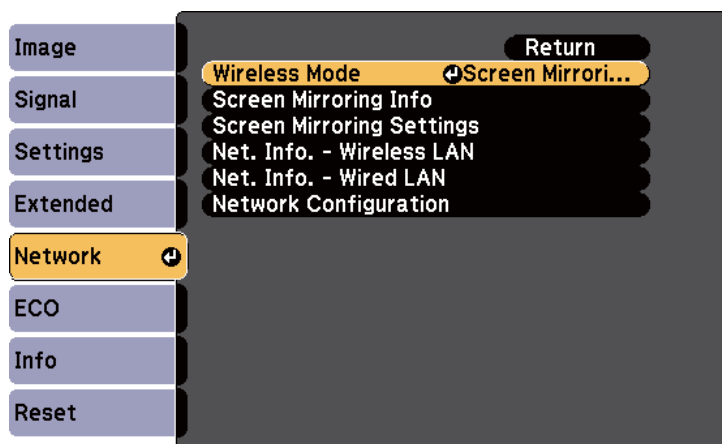 Image
Signal
Settings
Extended
Network
ECO
Info
Reset
Return
Wireless Mode Screen Mirrori...
Screen Mirroring Info
Screen Mirroring Settings
Net. Info. - Wireless LAN
Net. Info. - Wired LAN
Network Configuration